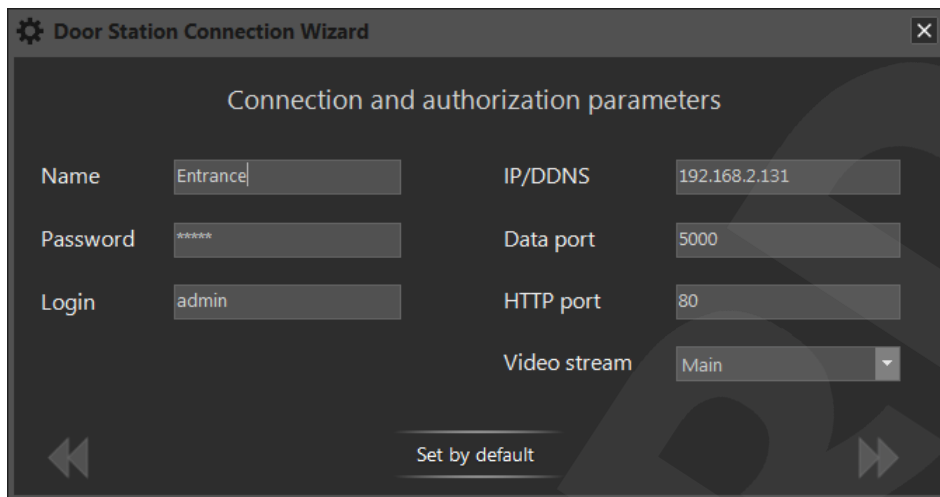 Door Station Connection Wizard
Connection and authorization parameters
Name Entrance IP/DDNS 192.168.2.131
Password ***** Data port 5000
Login admin HTTP port 80
Video stream Main
Set by default